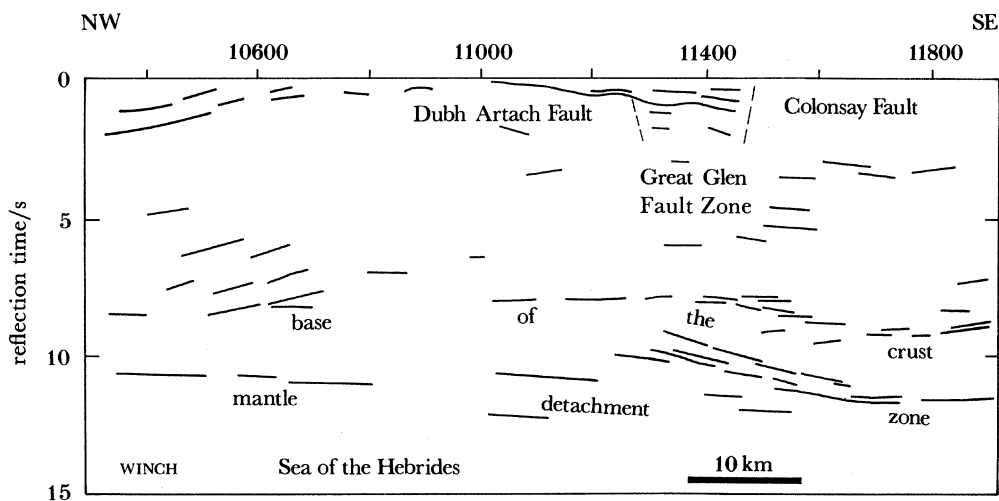 NW SE
10600 11000 11400 11800
0
Dubh Artach Fault Colonsay Fault
Great Glen
Fault Zone
5
reflection time/s
base of the crust
10
mantle detachment zone
WINCH Sea of the Hebrides 10 km
15